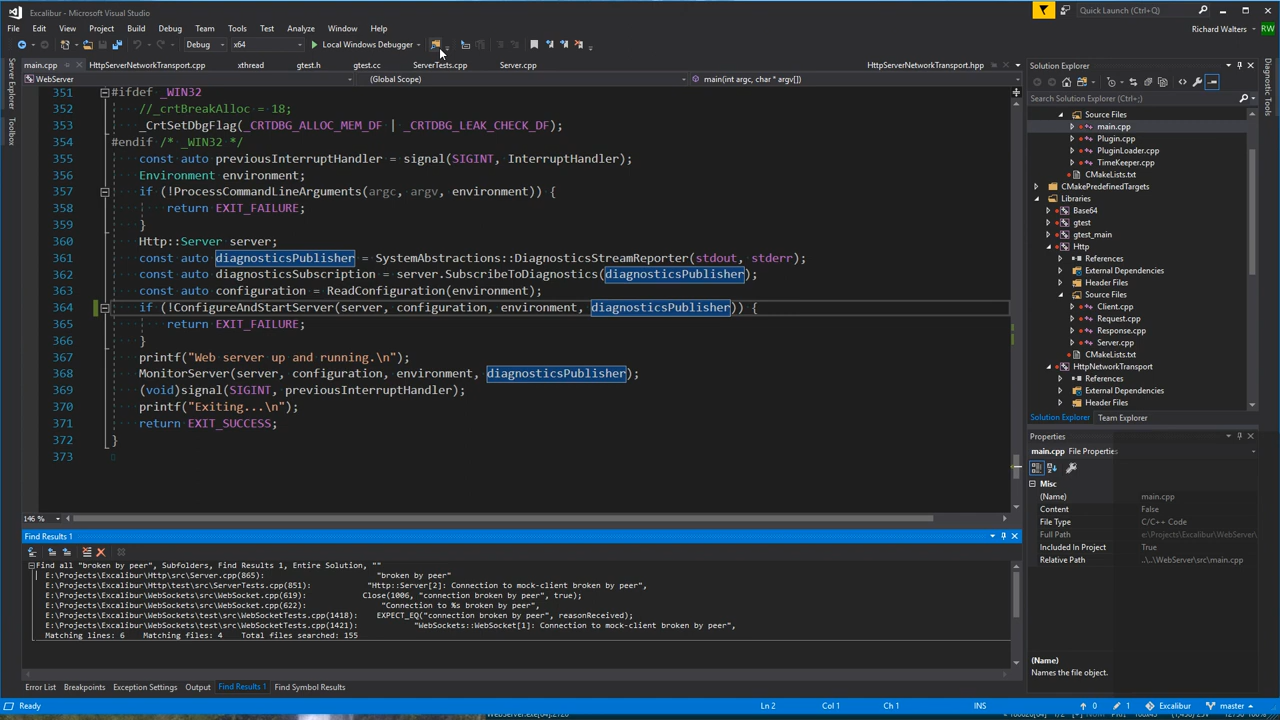 Excalibur - Microsoft Visual Studio
Quick Launch (Ctrl+Q)
File Edit View Project Build Debug Team Tools Test Analyze Window Help
Richard Walters RW
Debug x64 Local Windows Debugger
main.cpp HttpServerNetworkTransport.cpp xthread gtest.h gtest.cc ServerTests.cpp Server.cpp HttpServerNetworkTransport.hpp
WebServer (Global Scope) main(int argc, char * argv[])
Server Explorer
Toolbox
351 #ifdef _WIN32
352 //_crtBreakAlloc = 18;
353 _CrtSetDbgFlag(_CRTDBG_ALLOC_MEM_DF | _CRTDBG_LEAK_CHECK_DF);
354 #endif /* _WIN32 */
355 const auto previousInterruptHandler = signal(SIGINT, InterruptHandler);
356 Environment environment;
357 if (!ProcessCommandLineArguments(argc, argv, environment)) {
358 return EXIT_FAILURE;
359 }
360 Http::Server server;
361 const auto diagnosticsPublisher = SystemAbstractions::DiagnosticsStreamReporter(stdout, stderr);
362 const auto diagnosticsSubscription = server.SubscribeToDiagnostics(diagnosticsPublisher);
363 const auto configuration = ReadConfiguration(environment);
364 if (!ConfigureAndStartServer(server, configuration, environment, diagnosticsPublisher)) {
365 return EXIT_FAILURE;
366 }
367 printf("Web server up and running.\n");
368 MonitorServer(server, configuration, environment, diagnosticsPublisher);
369 (void)signal(SIGINT, previousInterruptHandler);
370 printf("Exiting...\n");
371 return EXIT_SUCCESS;
372 }
373
146 %
Find Results 1
Find all "broken by peer", Subfolders, Find Results 1, Entire Solution, ""
E:\Projects\Excalibur\Http\src\Server.cpp(865): "broken by peer"
E:\Projects\Excalibur\Http\test\src\ServerTests.cpp(851): "Http::Server[2]: Connection to mock-client broken by peer",
E:\Projects\Excalibur\WebSockets\src\WebSocket.cpp(619): Close(1006, "connection broken by peer", true);
E:\Projects\Excalibur\WebSockets\src\WebSocket.cpp(622): "Connection to %s broken by peer",
E:\Projects\Excalibur\WebSockets\test\src\WebSocketTests.cpp(1418): EXPECT_EQ("connection broken by peer", reasonReceived);
E:\Projects\Excalibur\WebSockets\test\src\WebSocketTests.cpp(1421): "WebSockets::WebSocket[1]: Connection to mock-client broken by peer",
Matching lines: 6 Matching files: 4 Total files searched: 155
Error List Breakpoints Exception Settings Output Find Results 1 Find Symbol Results
Solution Explorer
Search Solution Explorer (Ctrl+;)
Source Files
main.cpp
Plugin.cpp
PluginLoader.cpp
TimeKeeper.cpp
CMakeLists.txt
CMakePredefinedTargets
Libraries
Base64
gtest
gtest_main
Http
References
External Dependencies
Header Files
Source Files
Client.cpp
Request.cpp
Response.cpp
Server.cpp
CMakeLists.txt
HttpNetworkTransport
References
External Dependencies
Header Files
Solution Explorer Team Explorer
Properties
main.cpp File Properties
Misc
(Name) main.cpp
Content False
File Type C/C++ Code
Full Path e:\Projects\Excalibur\WebServer\
Included In Project True
Relative Path ..\..\WebServer\src\main.cpp
(Name)
Names the file object.
Diagnostic Tools
Ready Ln 2 Col 1 Ch 1 INS 0 1 Excalibur master